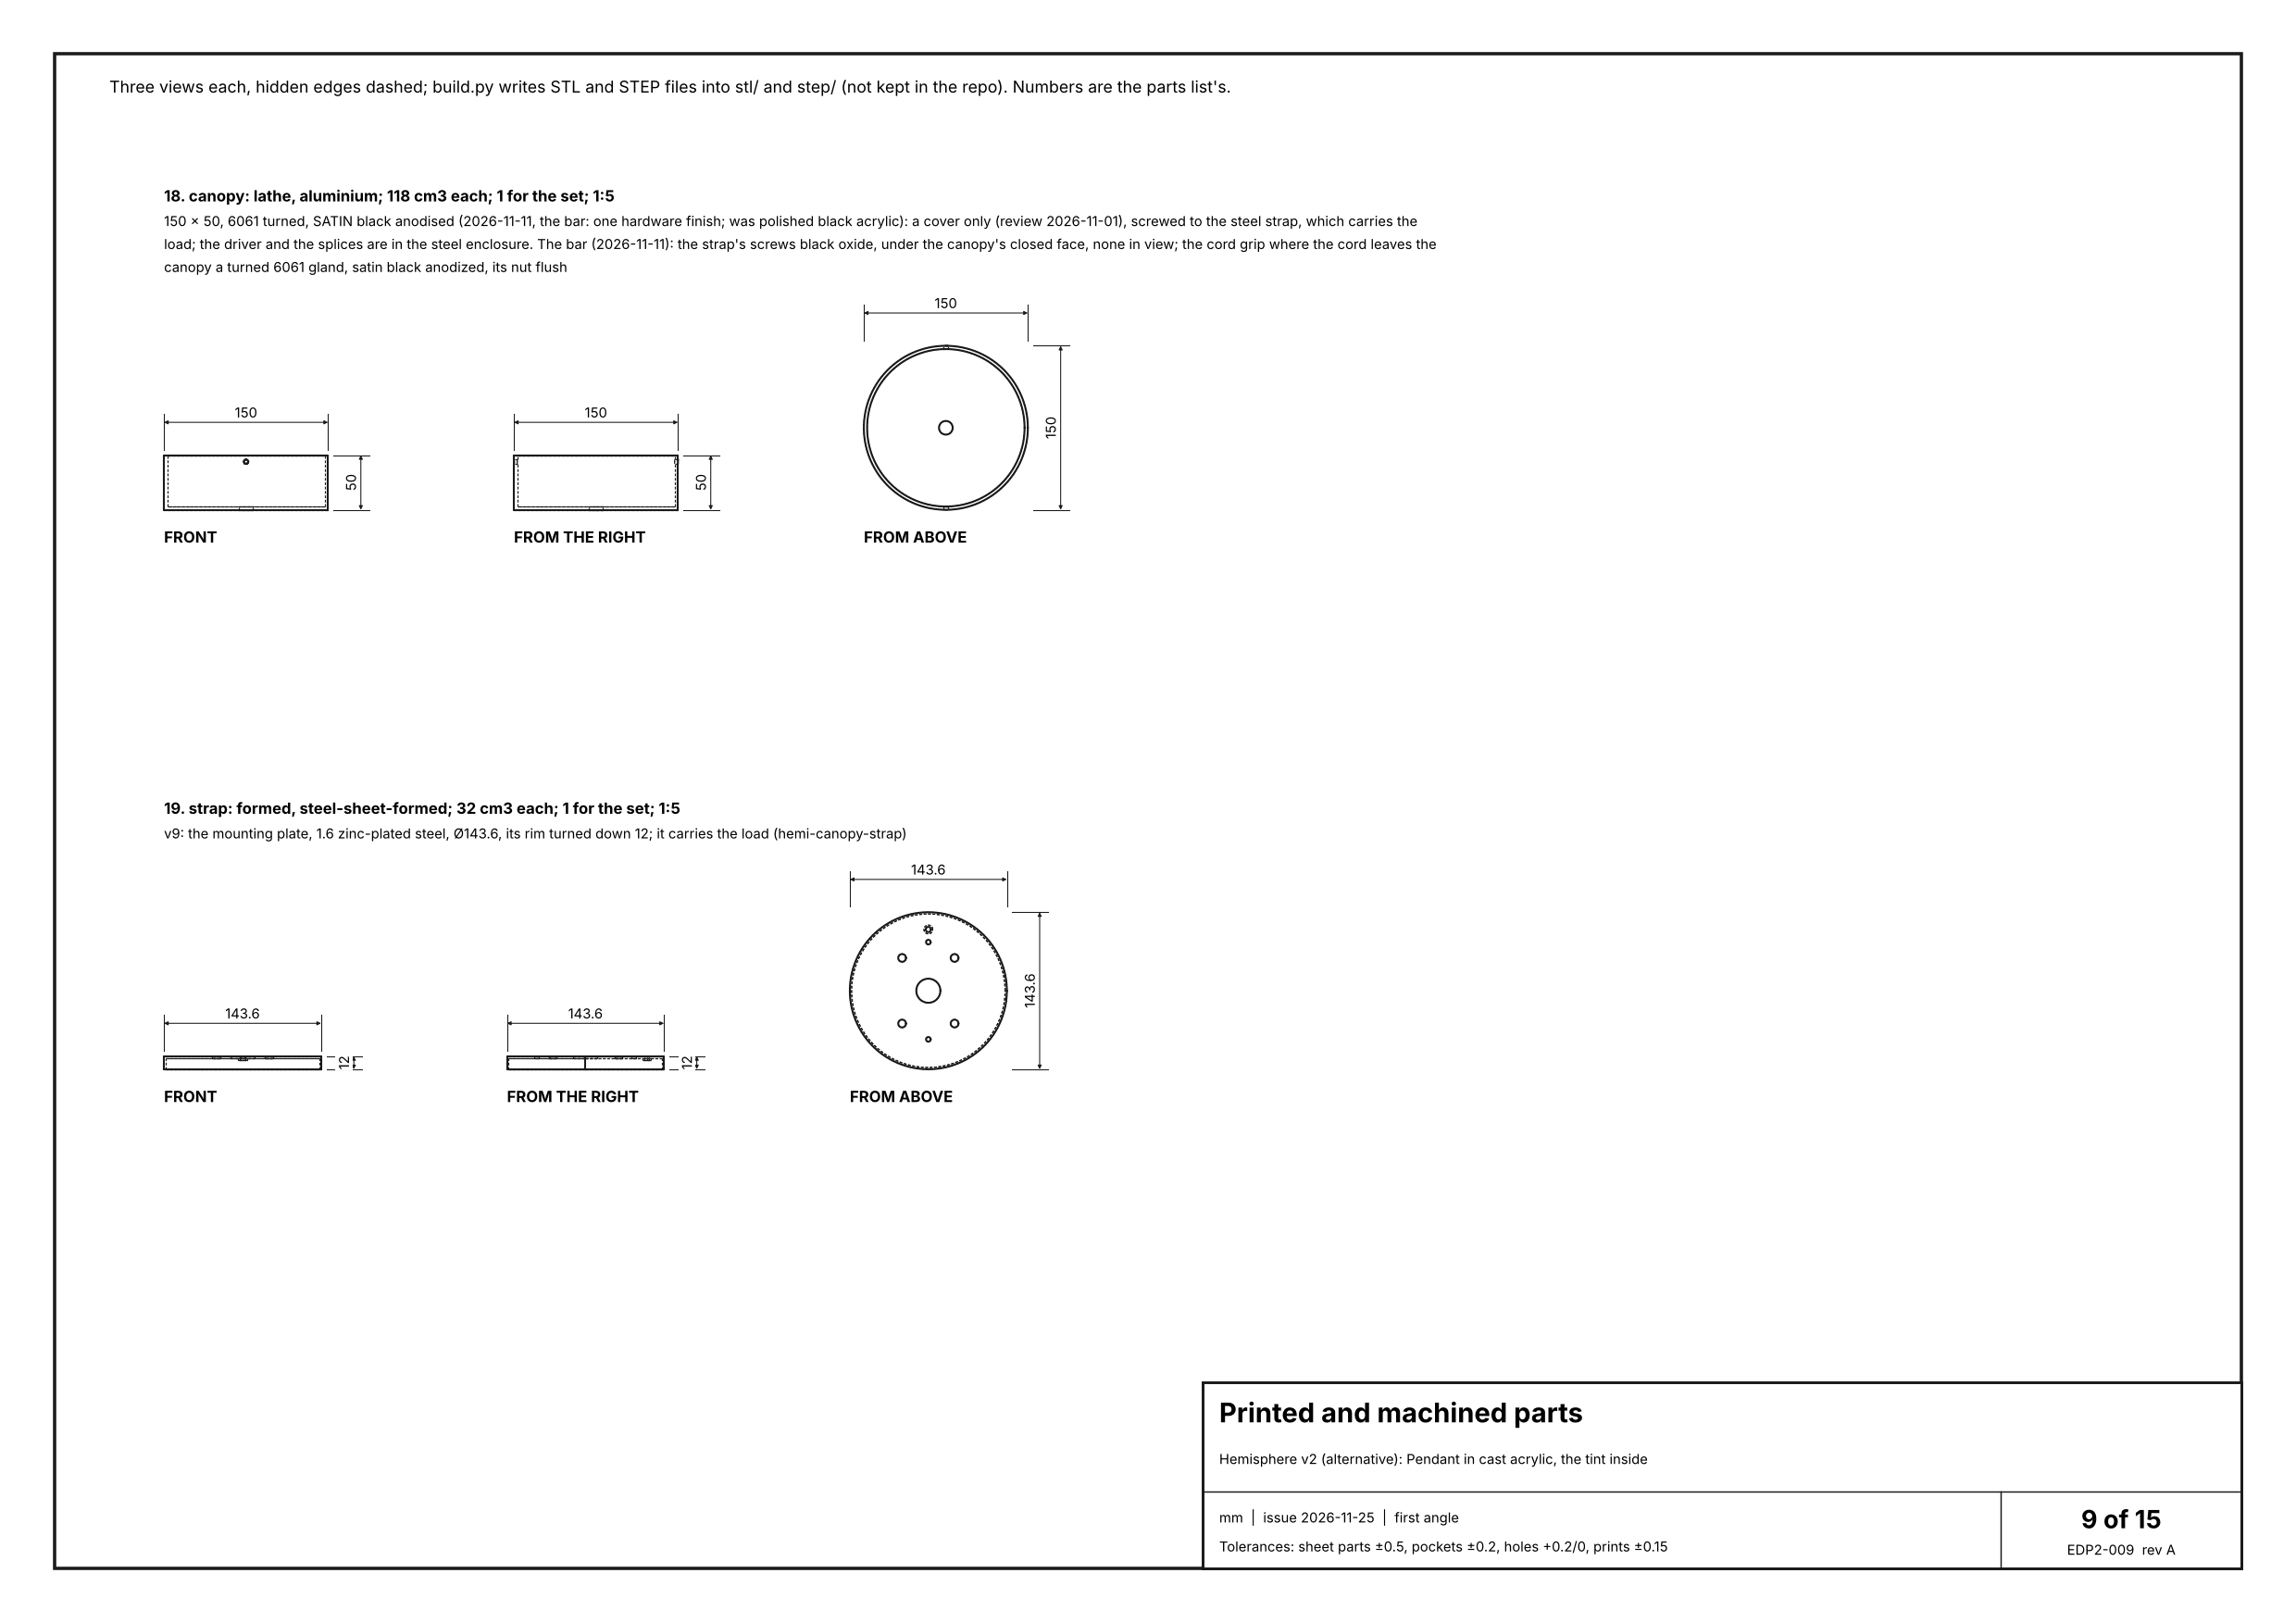 Three views each, hidden edges dashed; build.py writes STL and STEP files into stl/ and step/ (not kept in the repo). Numbers are the parts list's.
18. canopy: lathe, aluminium; 118 cm3 each; 1 for the set; 1:5
150 × 50, 6061 turned, SATIN black anodised (2026-11-11, the bar: one hardware finish; was polished black acrylic): a cover only (review 2026-11-01), screwed to the steel strap, which carries the
load; the driver and the splices are in the steel enclosure. The bar (2026-11-11): the strap's screws black oxide, under the canopy's closed face, none in view; the cord grip where the cord leaves the
canopy a turned 6061 gland, satin black anodized, its nut flush
150
50
FRONT
150
50
FROM THE RIGHT
150
150
FROM ABOVE
19. strap: formed, steel-sheet-formed; 32 cm3 each; 1 for the set; 1:5
v9: the mounting plate, 1.6 zinc-plated steel, Ø143.6, its rim turned down 12; it carries the load (hemi-canopy-strap)
143.6
12
FRONT
143.6
12
FROM THE RIGHT
143.6
143.6
FROM ABOVE
Printed and machined parts
Hemisphere v2 (alternative): Pendant in cast acrylic, the tint inside
mm | issue 2026-11-25 | first angle
Tolerances: sheet parts ±0.5, pockets ±0.2, holes +0.2/0, prints ±0.15
9 of 15
EDP2-009 rev A